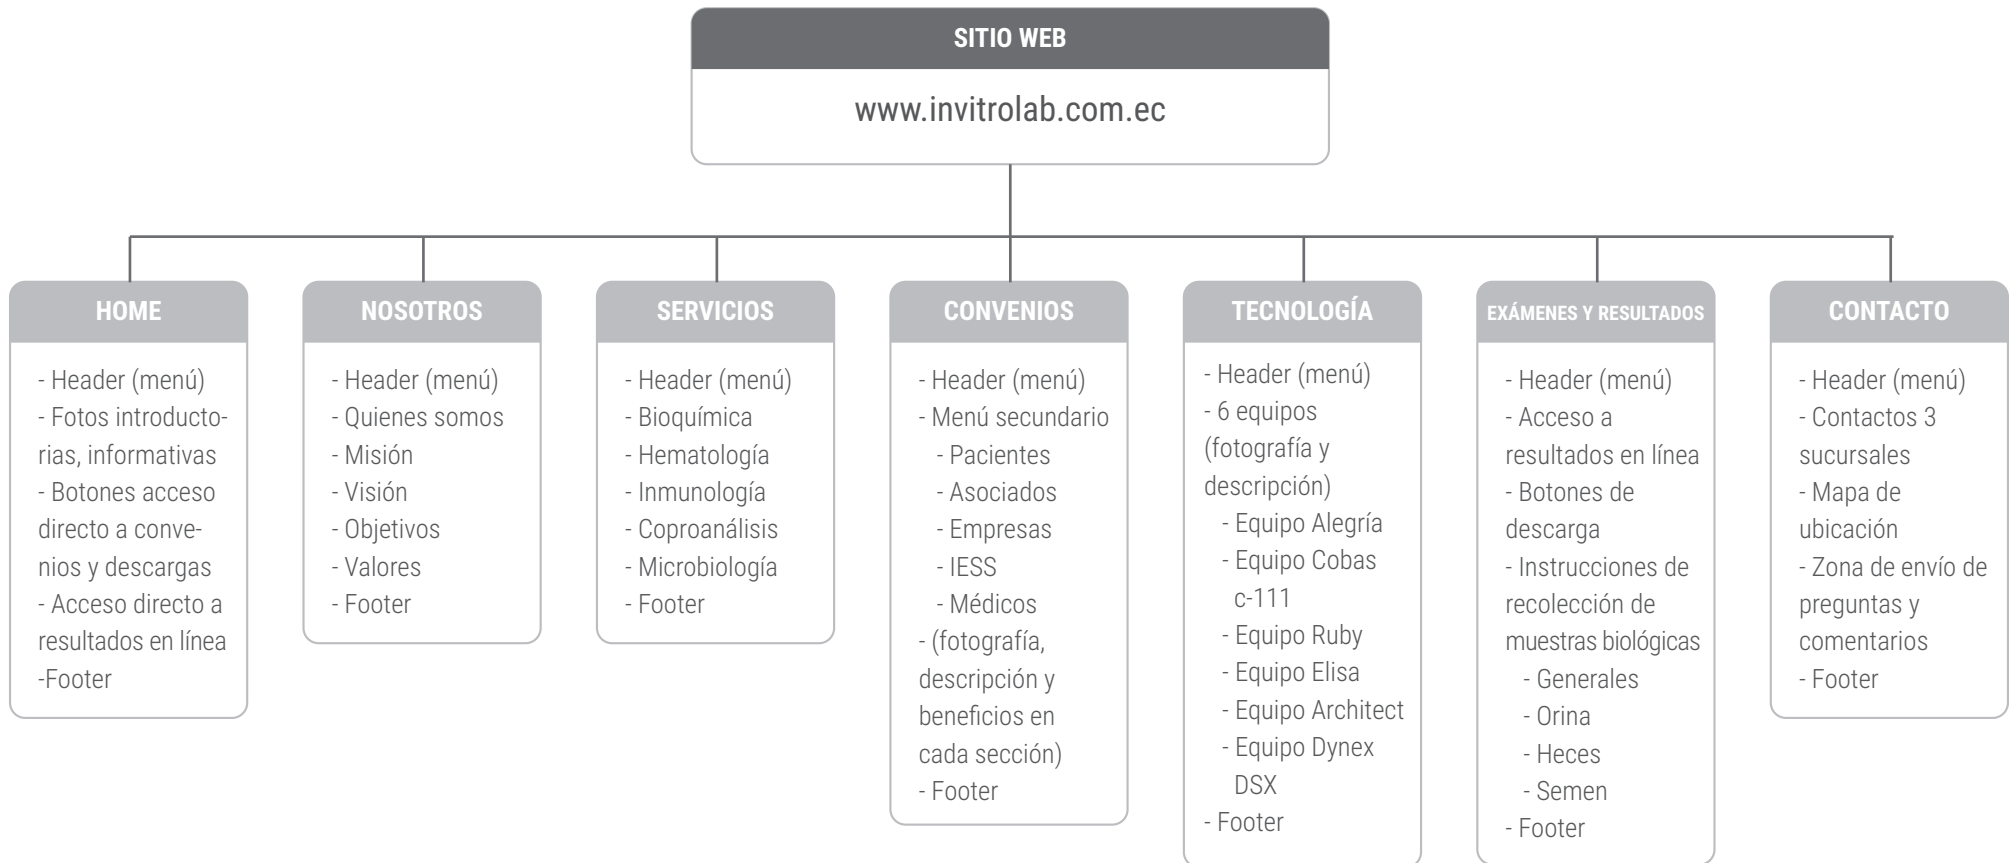 SITIO WEB
www.invitrolab.com.ec
HOME
- Header (menú)
- Fotos introducto-
rias, informativas
- Botones acceso
directo a conve-
nios y descargas
- Acceso directo a
resultados en línea
-Footer
NOSOTROS
- Header (menú)
- Quienes somos
- Misión
- Visión
- Objetivos
- Valores
- Footer
SERVICIOS
- Header (menú)
- Bioquímica
- Hematología
- Inmunología
- Coproanálisis
- Microbiología
- Footer
CONVENIOS
- Header (menú)
- Menú secundario
- Pacientes
- Asociados
- Empresas
- IESS
- Médicos
- (fotografía,
descripción y
beneficios en
cada sección)
- Footer
TECNOLOGÍA
- Header (menú)
- 6 equipos
(fotografía y
descripción)
- Equipo Alegría
- Equipo Cobas
c-111
- Equipo Ruby
- Equipo Elisa
- Equipo Architect
- Equipo Dynex
DSX
- Footer
EXÁMENES Y RESULTADOS
- Header (menú)
- Acceso a
resultados en línea
- Botones de
descarga
- Instrucciones de
recolección de
muestras biológicas
- Generales
- Orina
- Heces
- Semen
- Footer
CONTACTO
- Header (menú)
- Contactos 3
sucursales
- Mapa de
ubicación
- Zona de envío de
preguntas y
comentarios
- Footer